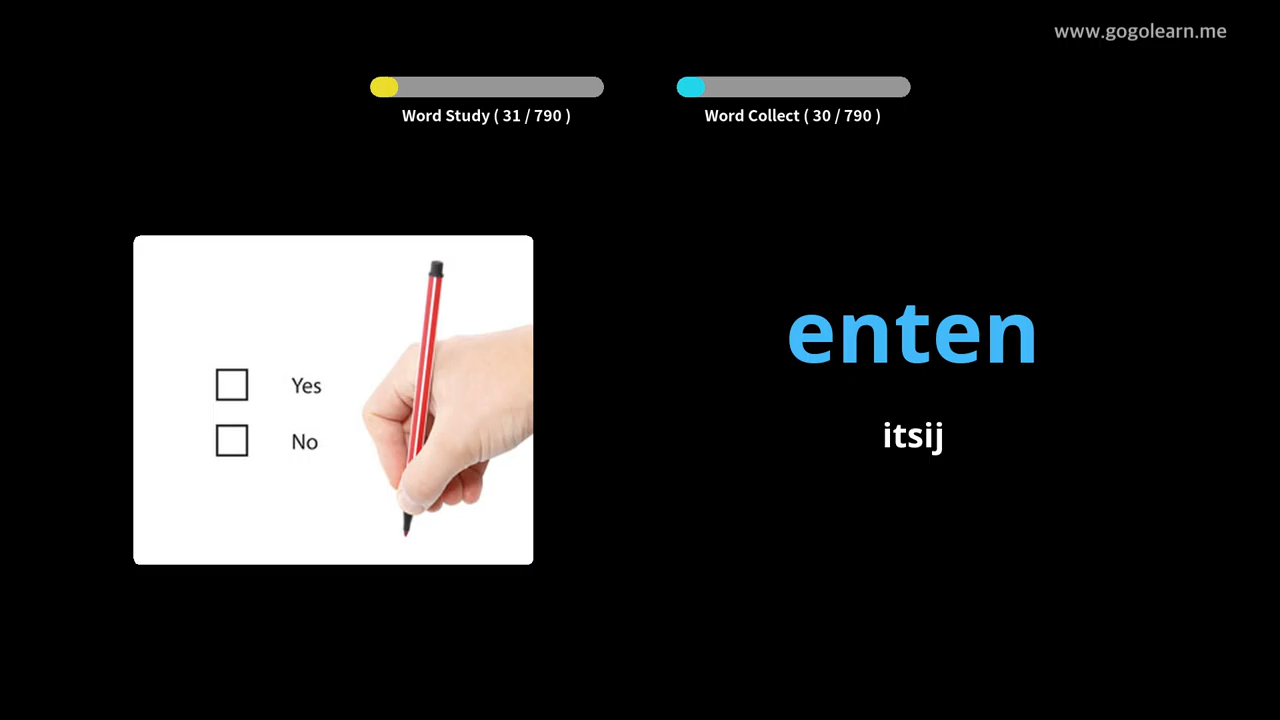 www.gogolearn.me
Word Study ( 31 / 790 )
Word Collect ( 30 / 790 )
Yes
No
enten
itsij